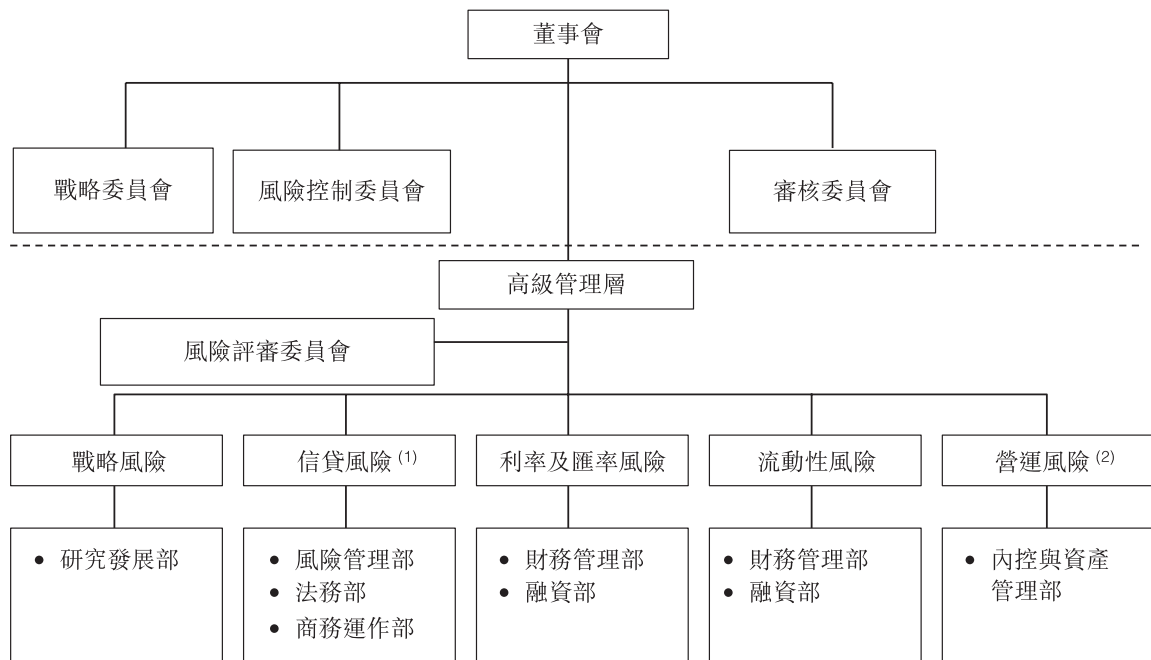 董事會
戰略委員會
風險控制委員會
審核委員會
高級管理層
風險評審委員會
戰略風險
信貸風險 (1)
利率及匯率風險
流動性風險
營運風險 (2)
• 研究發展部
• 風險管理部
• 法務部
• 商務運作部
• 財務管理部
• 融資部
• 財務管理部
• 融資部
• 內控與資產
管理部